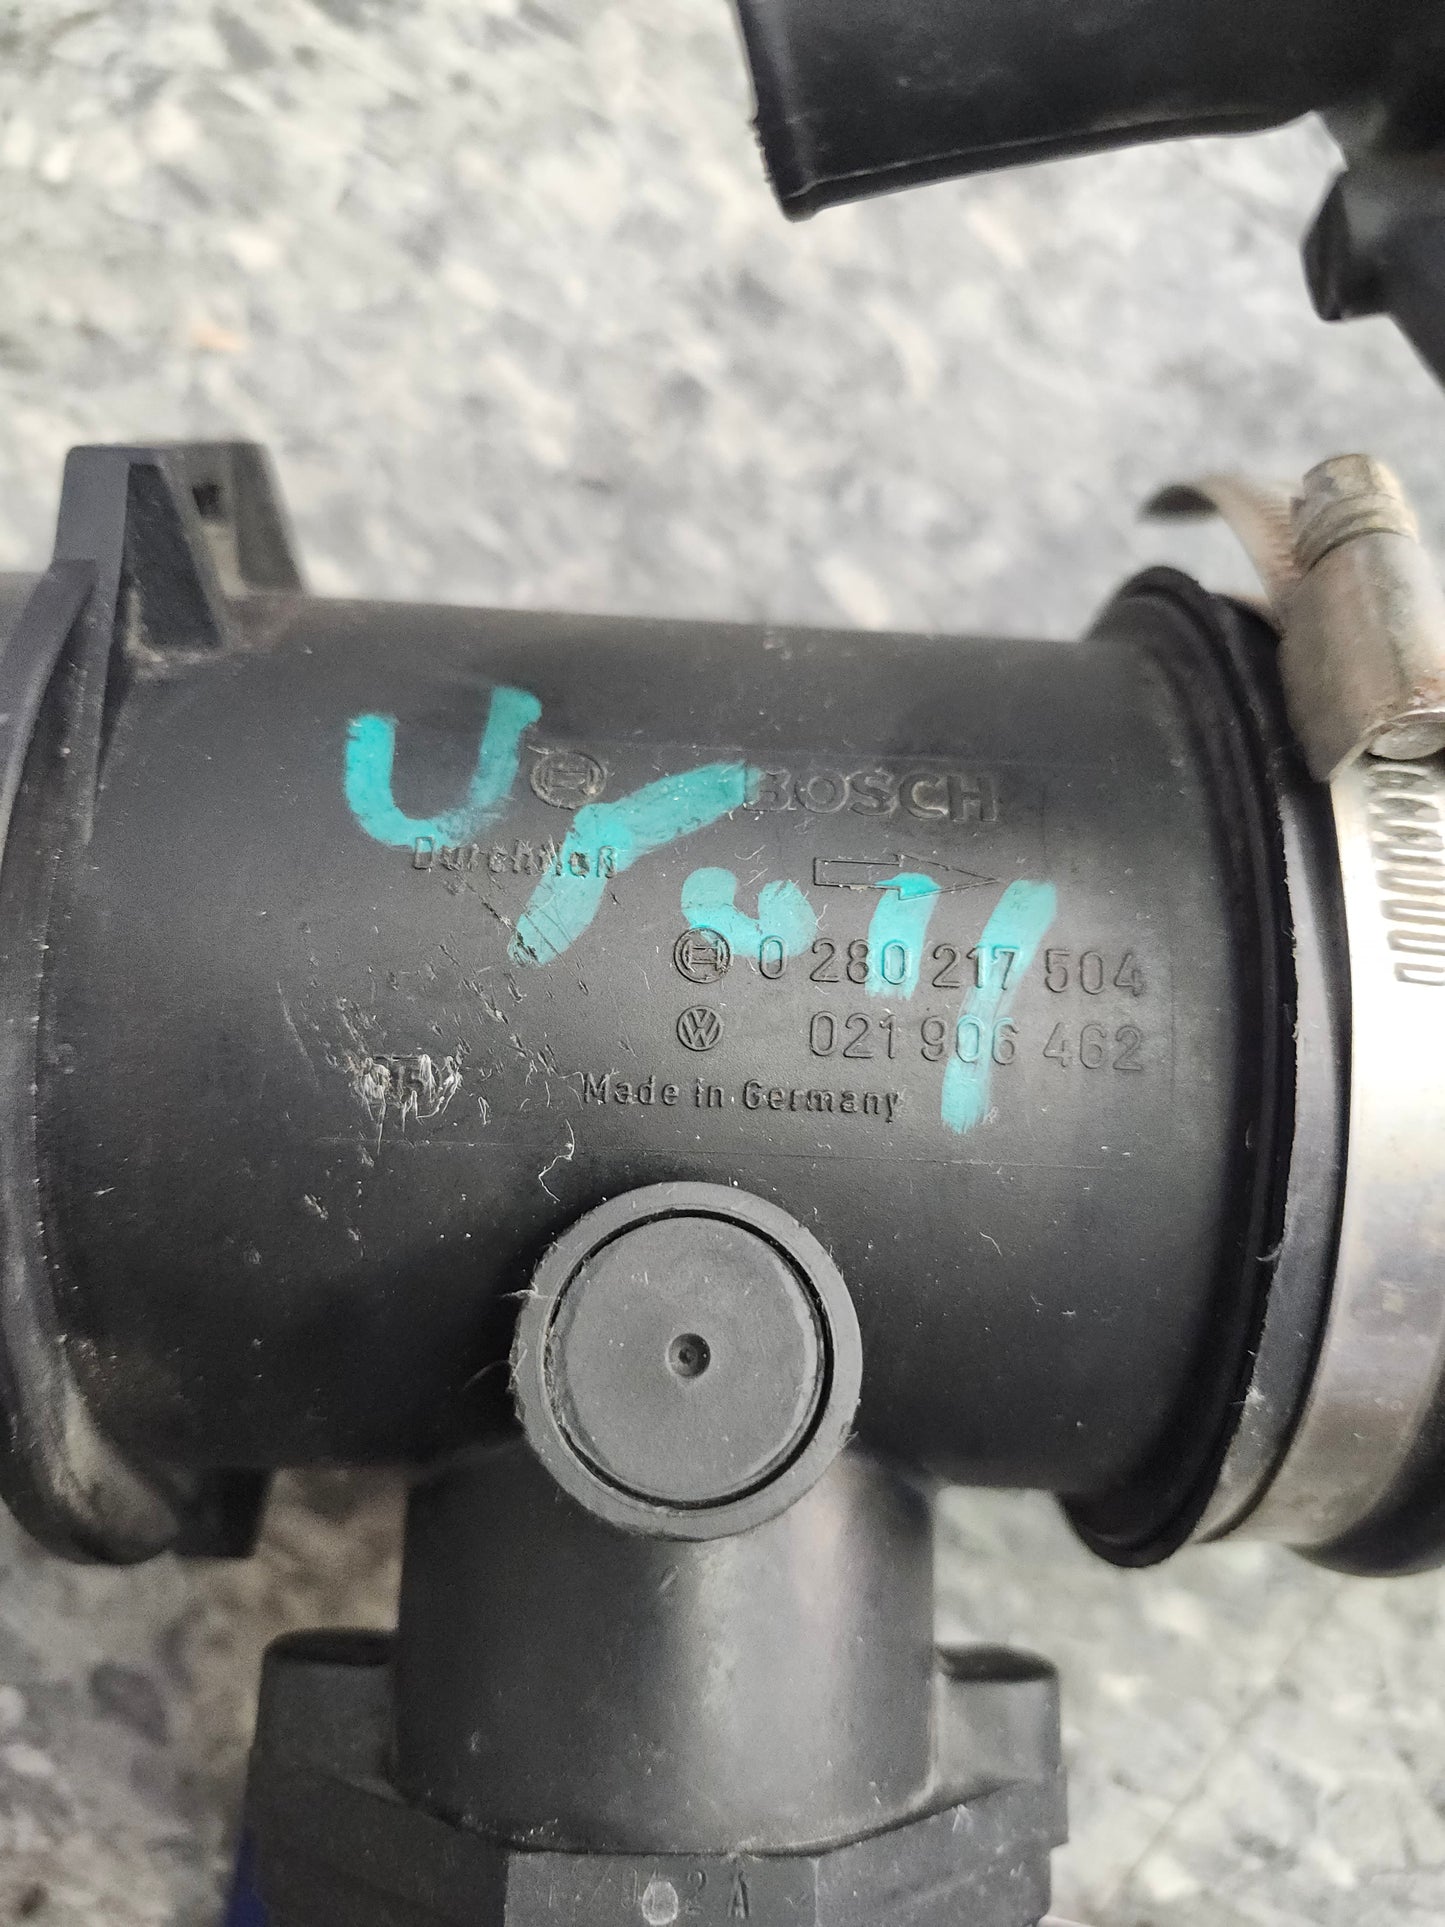 BOSCH
Durchfluß
0 280 217 504
021 906 462
Made in Germany